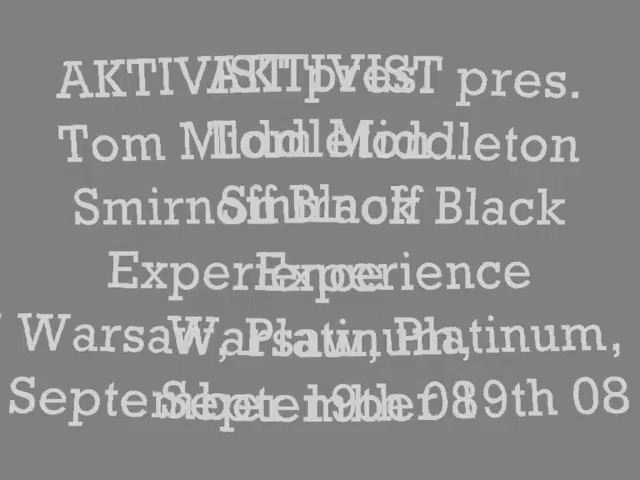 AKTIVIST pres.
Tom Middleton
Smirnoff Black
Experience
Warsaw, Platinum,
September 19th 08